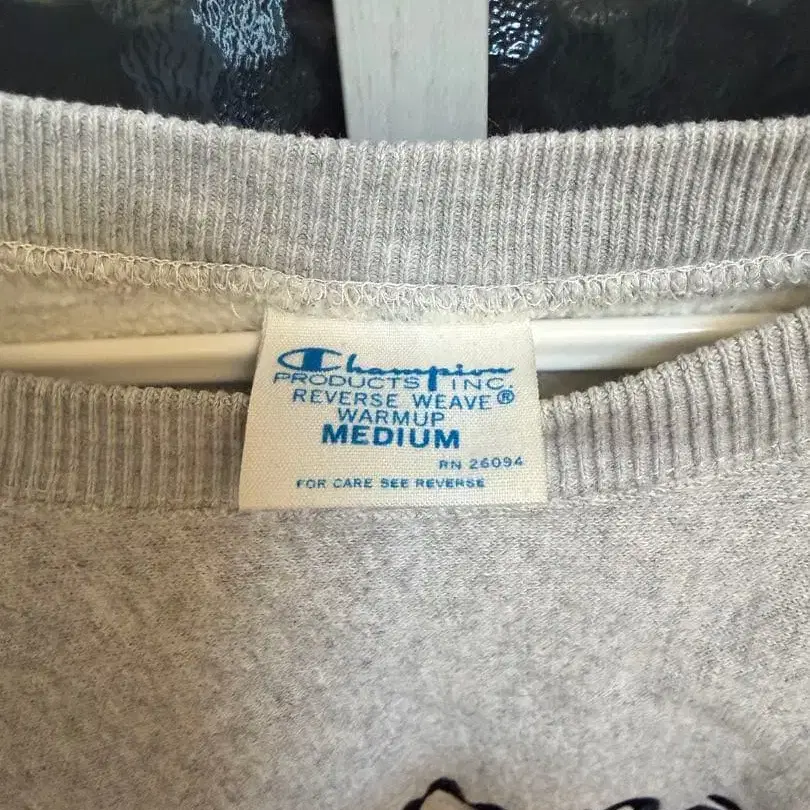 Champion
PRODUCTS INC.
REVERSE WEAVE®
WARMUP
MEDIUM
RN 26094
FOR CARE SEE REVERSE